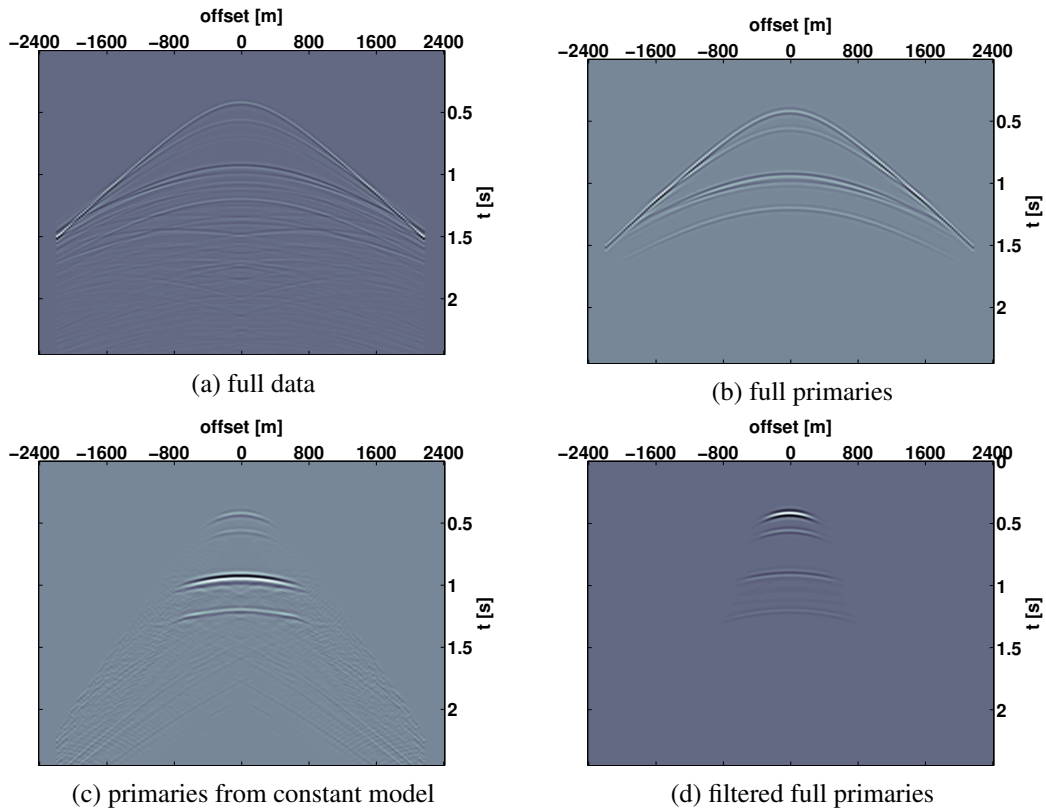 offset [m]
−2400 −1600 −800 0 800 1600 2400
0.5
1
1.5
2
t [s]
(a) full data
offset [m]
−2400 −1600 −800 0 800 1600 2400
0.5
1
1.5
2
t [s]
(b) full primaries
offset [m]
−2400 −1600 −800 0 800 1600 2400
0.5
1
1.5
2
t [s]
(c) primaries from constant model
offset [m]
−2400 −1600 −800 0 800 1600 2400
0
0.5
1
1.5
2
t [s]
(d) filtered full primaries